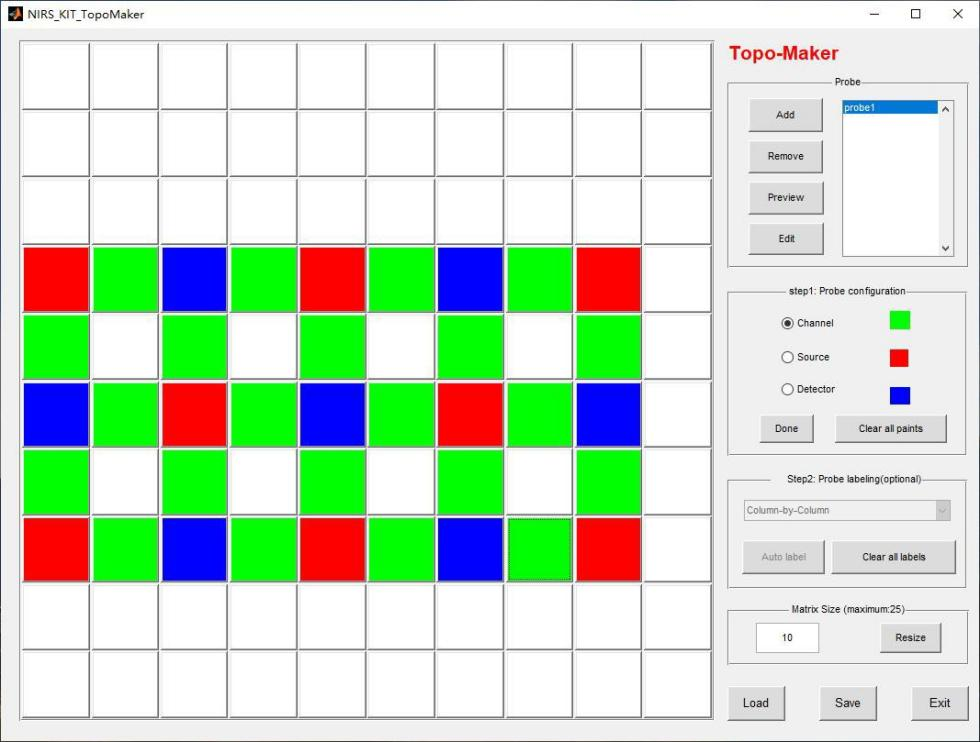 NIRS_KIT_TopoMaker
Topo-Maker
Probe
Add
probe1
Remove
Preview
Edit
step1: Probe configuration
Channel
Source
Detector
Done
Clear all paints
Step2: Probe labeling(optional)
Column-by-Column
Auto label
Clear all labels
Matrix Size (maximum:25)
10
Resize
Load
Save
Exit